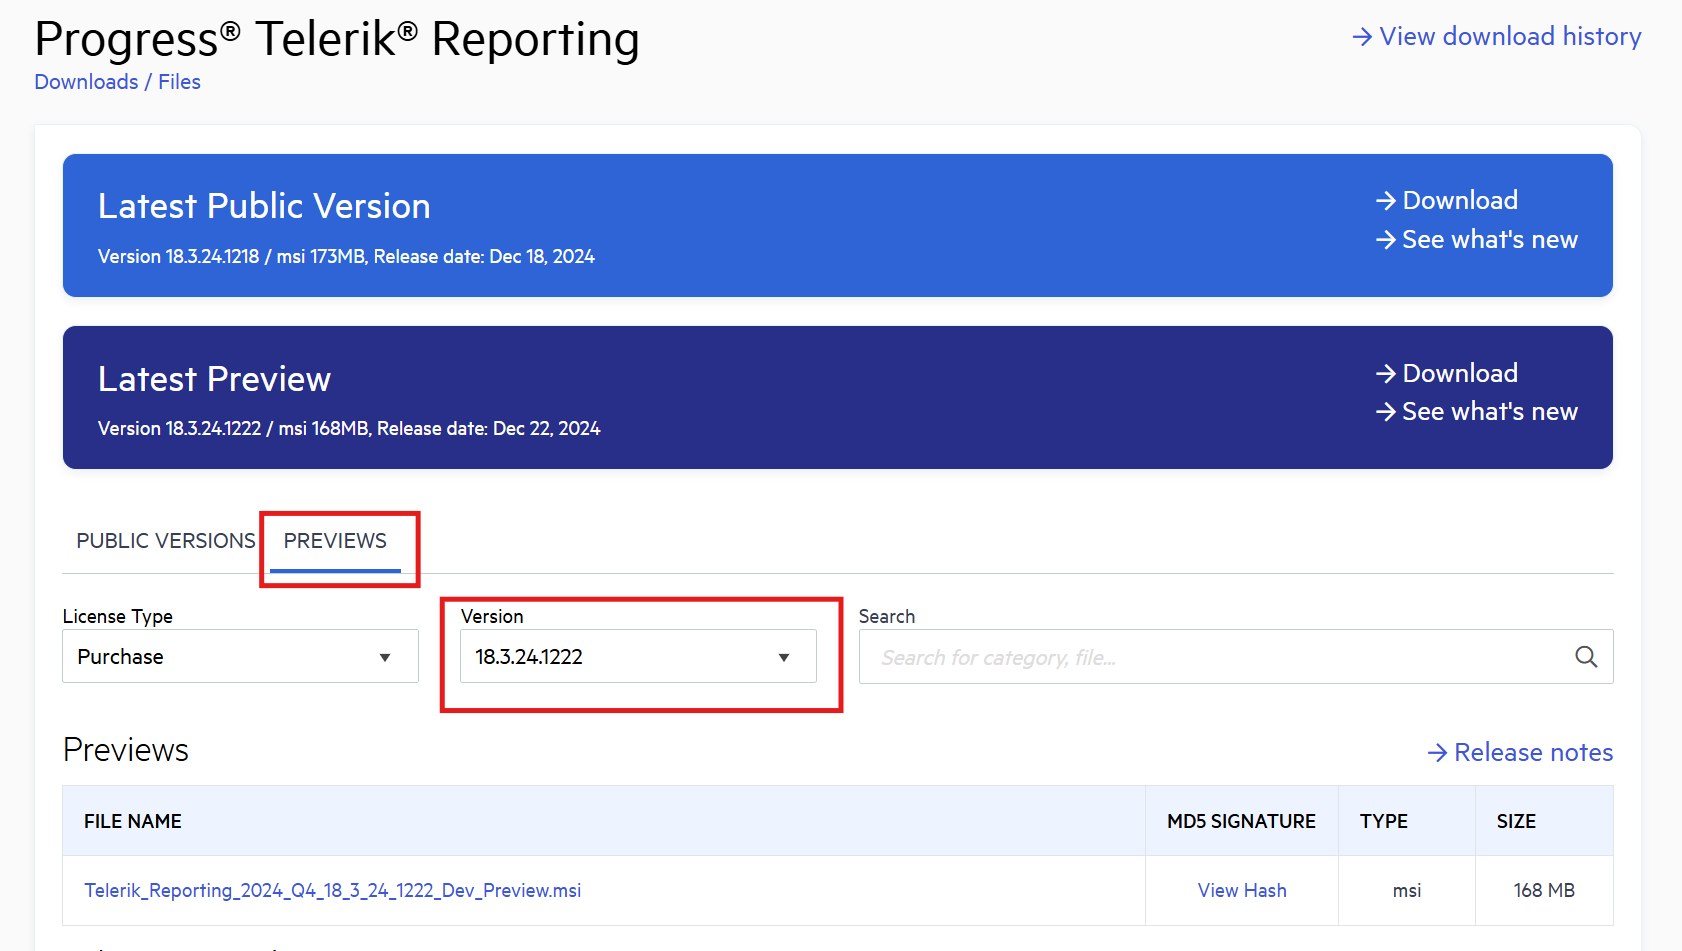 Progress® Telerik® Reporting
→ View download history
Downloads / Files
Latest Public Version
Version 18.3.24.1218 / msi 173MB, Release date: Dec 18, 2024
→ Download
→ See what's new
Latest Preview
Version 18.3.24.1222 / msi 168MB, Release date: Dec 22, 2024
→ Download
→ See what's new
PUBLIC VERSIONS PREVIEWS
License Type Version Search
Purchase 18.3.24.1222 Search for category, file...
Previews → Release notes
FILE NAME MD5 SIGNATURE TYPE SIZE
Telerik_Reporting_2024_Q4_18_3_24_1222_Dev_Preview.msi View Hash msi 168 MB